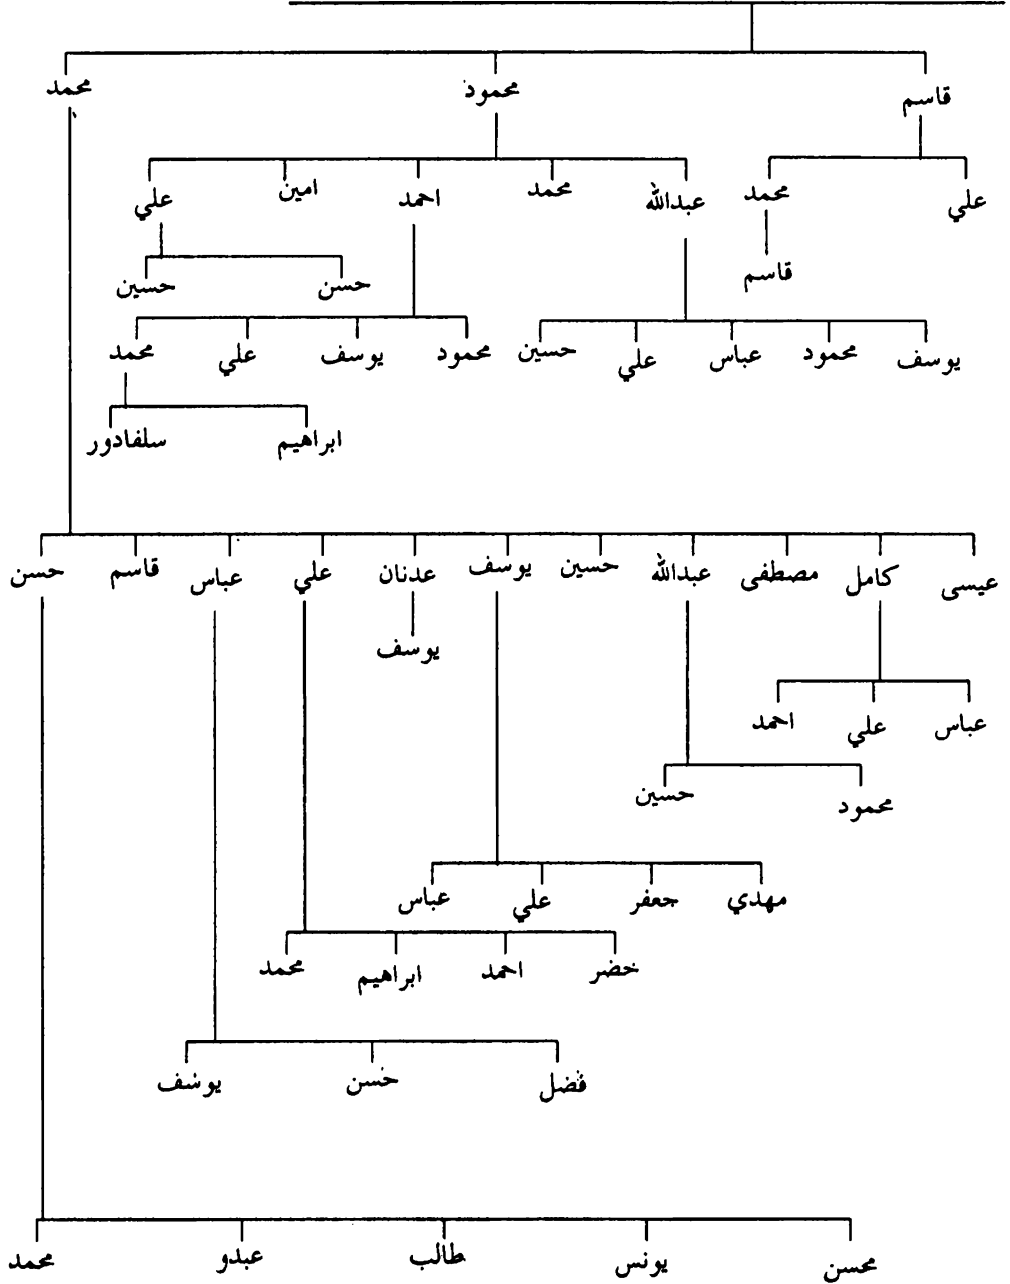 قاسم محمود محمد
علي محمد عبدالله محمد احمد امين علي
قاسم حسن حسين
يوسف محمود عباس علي حسين محمود يوسف علي محمد
ابراهيم سلفادور
عيسى كامل مصطفى عبدالله حسين يوسف عدنان علي عباس قاسم حسن
يوسف
عباس علي احمد
محمود حسين
مهدي جعفر علي عباس
خضر احمد ابراهيم محمد
فضل حسن يوسف
محسن يونس طالب عبدو محمد